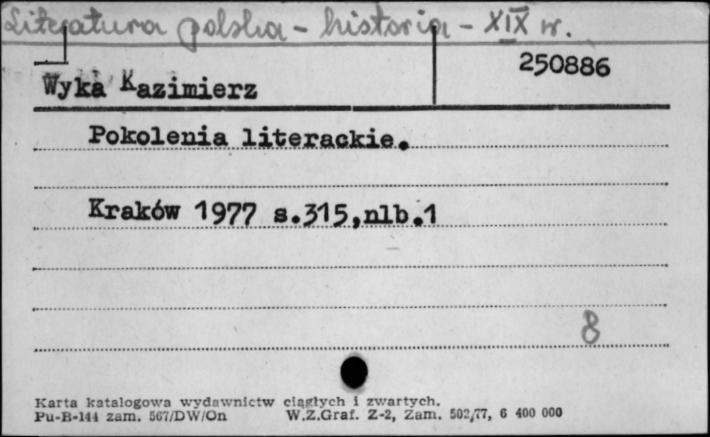 Literatura polska - historia - XIX w.
250886
Wyka Kazimierz
Pokolenia literackie.
Kraków 1977 s.315,nlb.1
8
Karta katalogowa wydawnictw ciągłych i zwartych.
Pu-B-144 zam. 567/DW/On W.Z.Graf. Z-2, Zam. 502/77, 6 400 000